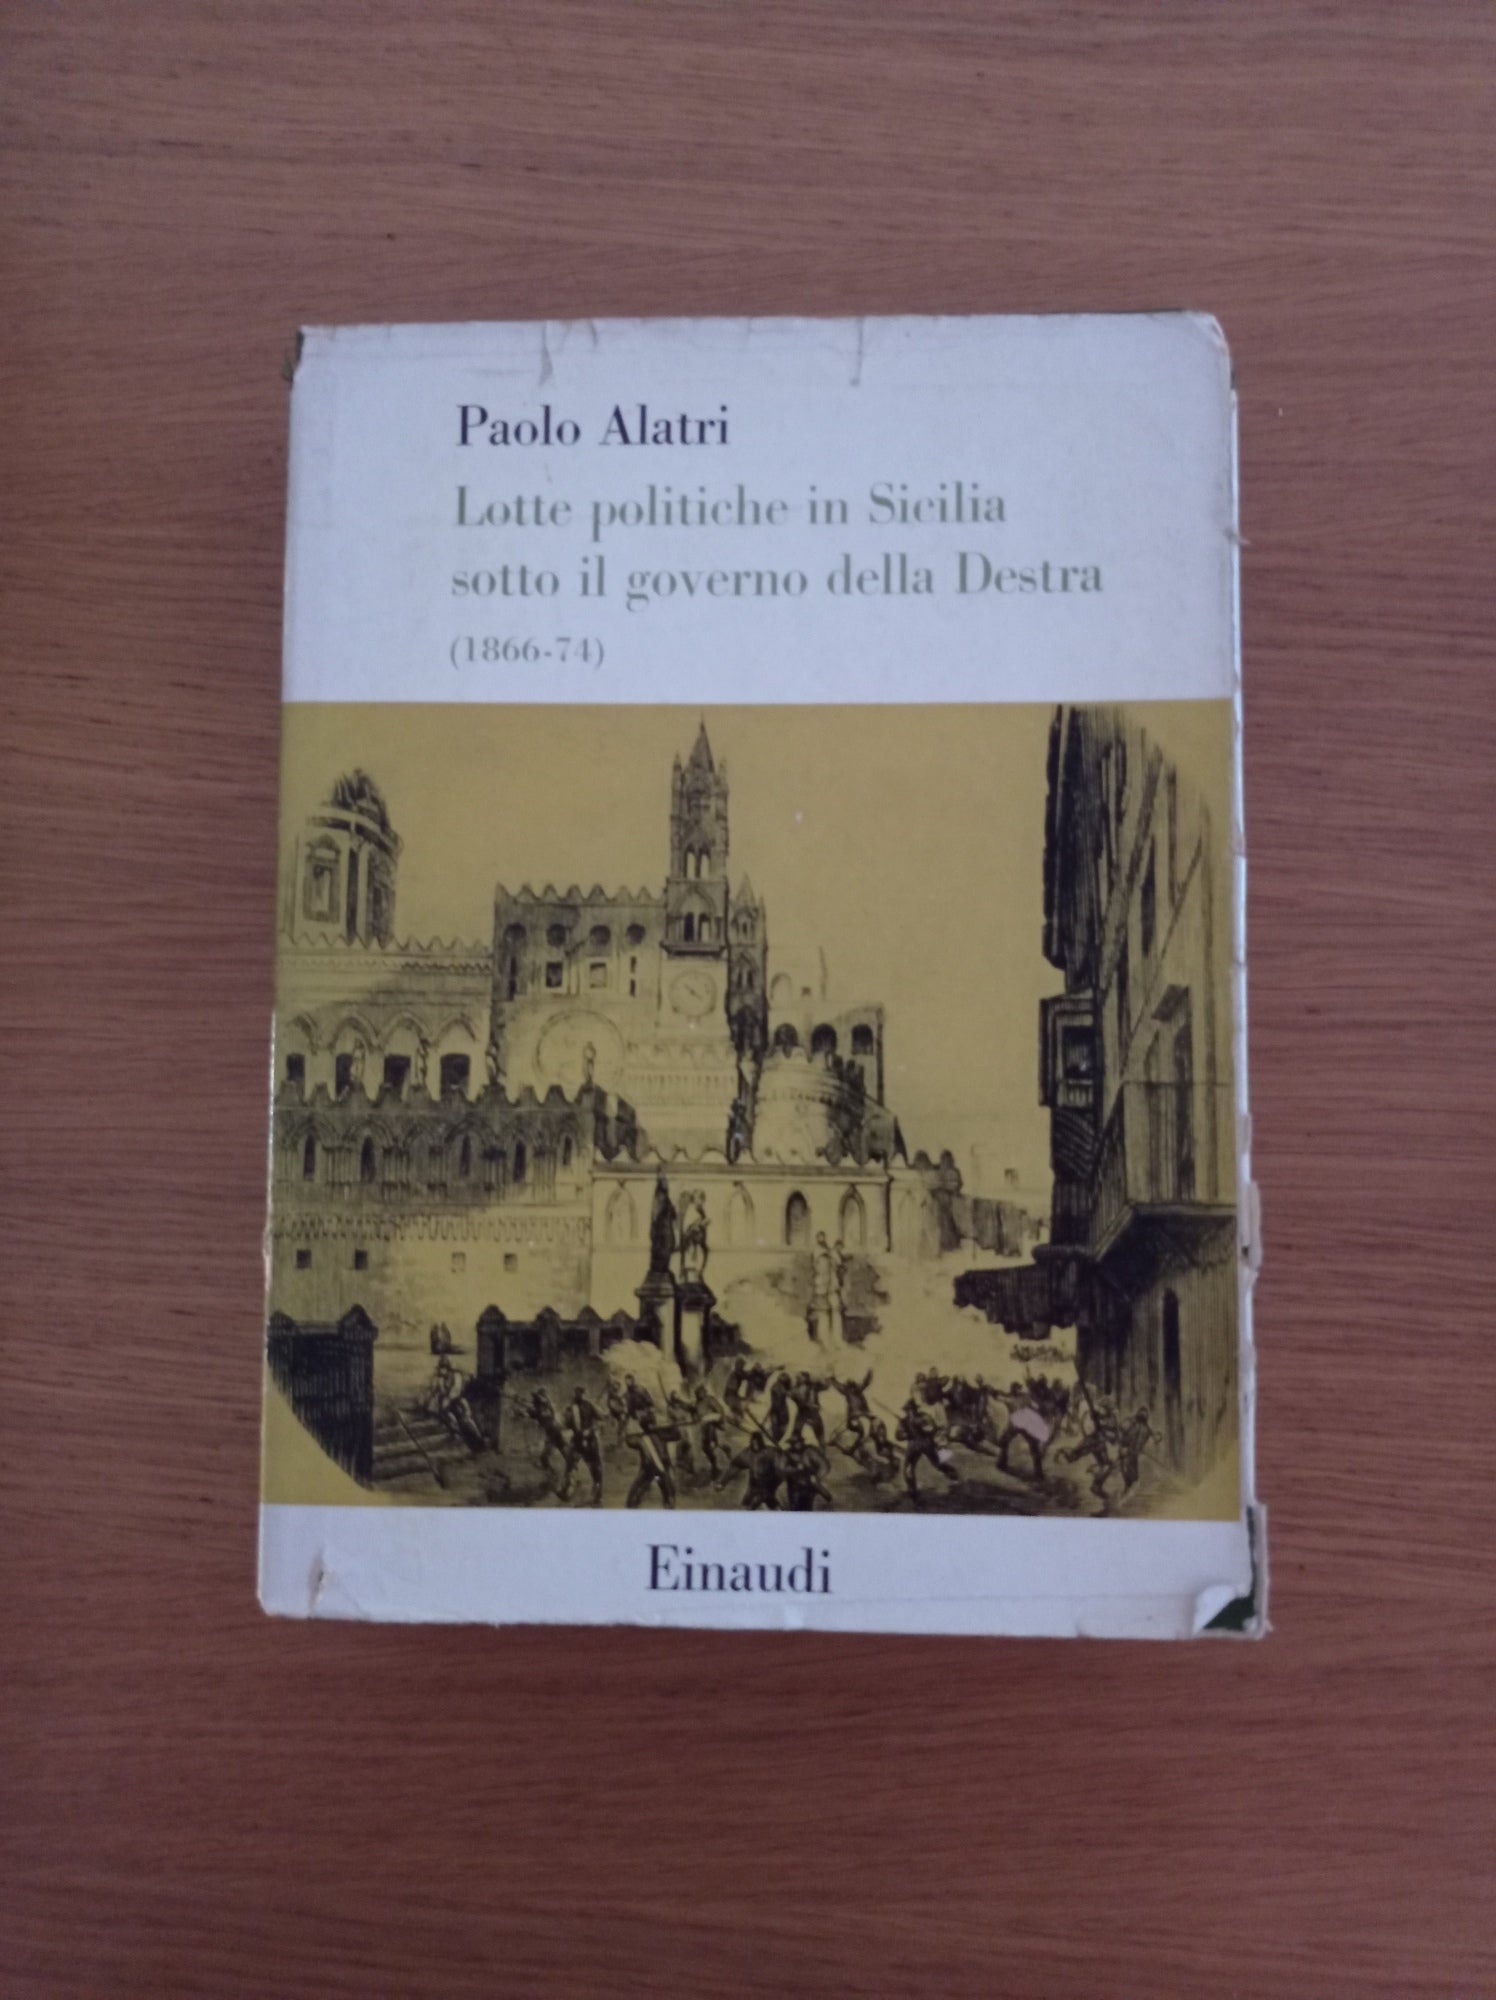 Paolo Alatri
Lotte politiche in Sicilia
sotto il governo della Destra
(1866-74)
Einaudi